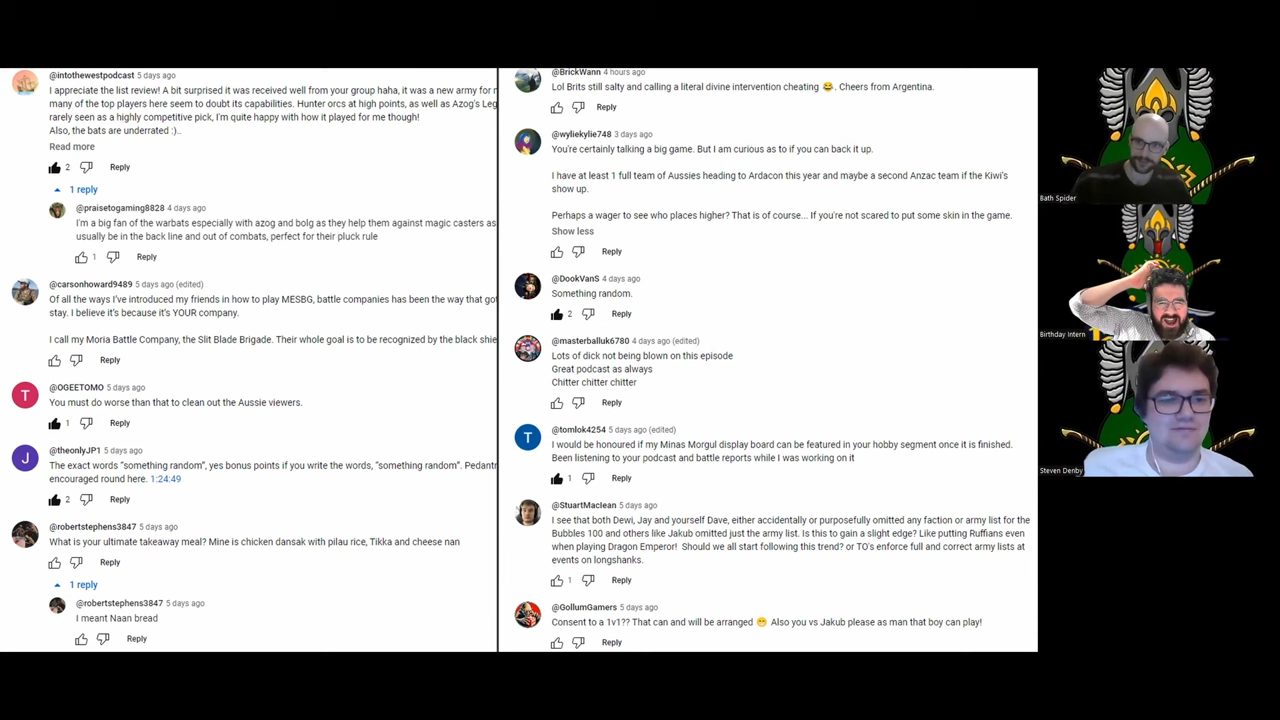 @intothewestpodcast 5 days ago
I appreciate the list review! A bit surprised it was received well from your group haha, it was a new army for
many of the top players here seem to doubt its capabilities. Hunter orcs at high points, as well as Azog's Leg
rarely seen as a highly competitive pick, I'm quite happy with how it played for me though!
Also, the bats are underrated :)..
Read more
2 Reply
1 reply
@praisetogaming8828 4 days ago
I'm a big fan of the warbats especially with azog and bolg as they help them against magic casters as
usually be in the back line and out of combats, perfect for their pluck rule
1 Reply
@carsonhoward9489 5 days ago (edited)
Of all the ways I've introduced my friends in how to play MESBG, battle companies has been the way that got
stay. I believe it's because it's YOUR company.
I call my Moria Battle Company, the Slit Blade Brigade. Their whole goal is to be recognized by the black shie
Reply
T
@OGEETOMO 5 days ago
You must do worse than that to clean out the Aussie viewers.
1 Reply
J
@theonlyJP1 5 days ago
The exact words "something random", yes bonus points if you write the words, "something random". Pedant
encouraged round here. 1:24:49
2 Reply
@robertstephens3847 5 days ago
What is your ultimate takeaway meal? Mine is chicken dansak with pilau rice, Tikka and cheese nan
Reply
1 reply
@robertstephens3847 5 days ago
I meant Naan bread
Reply
@BrickWann 4 hours ago
Lol Brits still salty and calling a literal divine intervention cheating 😂. Cheers from Argentina.
Reply
@wyliekylie748 3 days ago
You're certainly talking a big game. But I am curious as to if you can back it up.
I have at least 1 full team of Aussies heading to Ardacon this year and maybe a second Anzac team if the Kiwi's
show up.
Perhaps a wager to see who places higher? That is of course... If you're not scared to put some skin in the game.
Show less
Reply
@DookVanS 4 days ago
Something random.
2 Reply
@masterballuk6780 4 days ago (edited)
Lots of dick not being blown on this episode
Great podcast as always
Chitter chitter chitter
Reply
T
@tomlok4254 5 days ago (edited)
I would be honoured if my Minas Morgul display board can be featured in your hobby segment once it is finished.
Been listening to your podcast and battle reports while I was working on it
1 Reply
@StuartMaclean 5 days ago
I see that both Dewi, Jay and yourself Dave, either accidentally or purposefully omitted any faction or army list for the
Bubbles 100 and others like Jakub omitted just the army list. Is this to gain a slight edge? Like putting Ruffians even
when playing Dragon Emperor! Should we all start following this trend? or TO's enforce full and correct army lists at
events on longshanks.
1 Reply
@GollumGamers 5 days ago
Consent to a 1v1?? That can and will be arranged 😁 Also you vs Jakub please as man that boy can play!
Reply
Bath Spider
Birthday Intern
Steven Denby